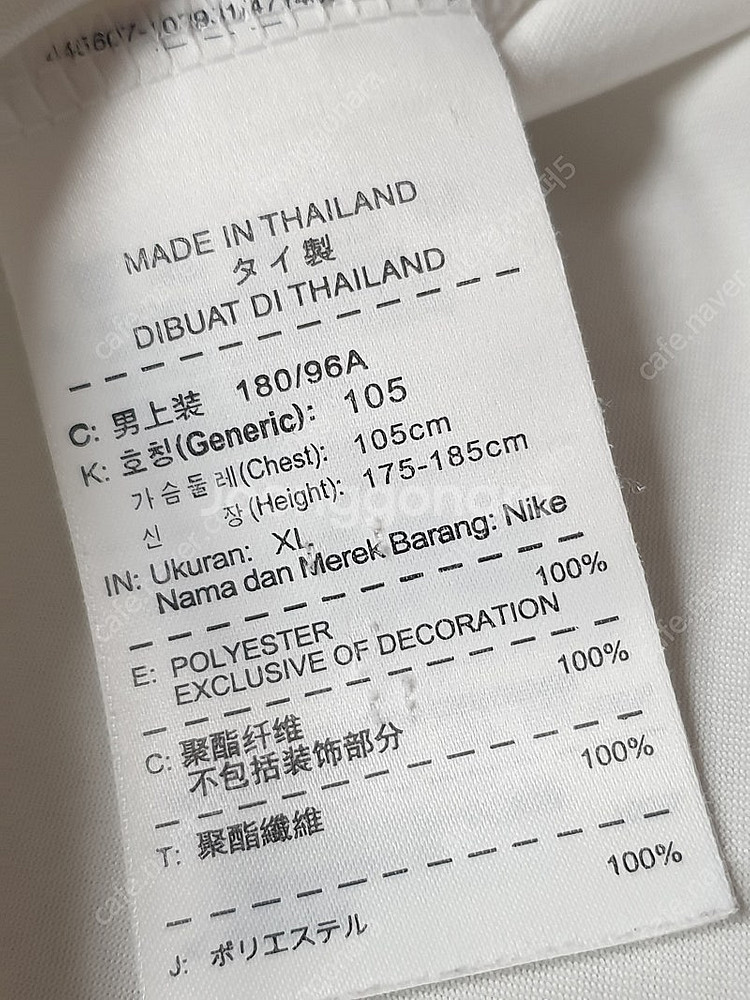 MADE IN THAILAND
タイ製
DIBUAT DI THAILAND
C: 男上装 180/96A
K: 호칭(Generic): 105
가슴둘레(Chest): 105cm
신 장(Height): 175-185cm
IN: Ukuran: XL
Nama dan Merek Barang: Nike
100%
E: POLYESTER
EXCLUSIVE OF DECORATION
100%
C: 聚酯纤维
不包括装饰部分
100%
T: 聚酯纖維
100%
J: ポリエステル
joonggonara
cafe.naver